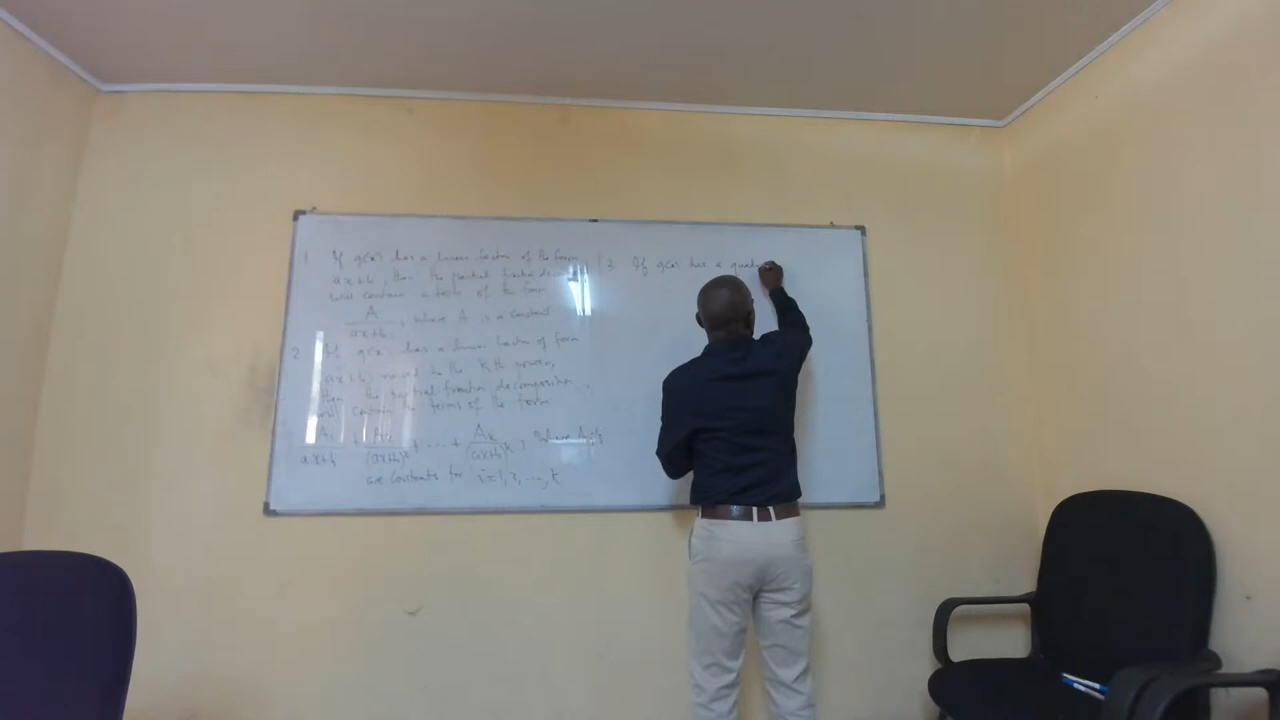 1 If g(x) has a linear factor of the form
ax+b, then the partial fraction
will contain a term of the form
A/(ax+b), where A is a constant
2 If g(x) has a linear factor of form
ax+b, raised to the kth power,
then the partial fraction decomposition
will contain the terms of the form
A₁/(ax+b) + A₂/(ax+b)² + ... + Aₖ/(ax+b)ᵏ, where Aᵢ's
are constants for i=1, 2, ..., k
3 If g(x) has a